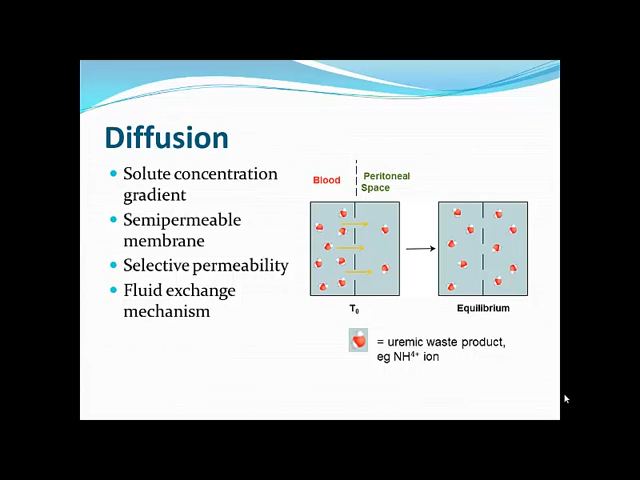 Diffusion
Solute concentration
gradient
Semipermeable
membrane
Selective permeability
Fluid exchange
mechanism
Blood
Peritoneal
Space
T₀
Equilibrium
= uremic waste product,
eg NH⁴⁺ ion